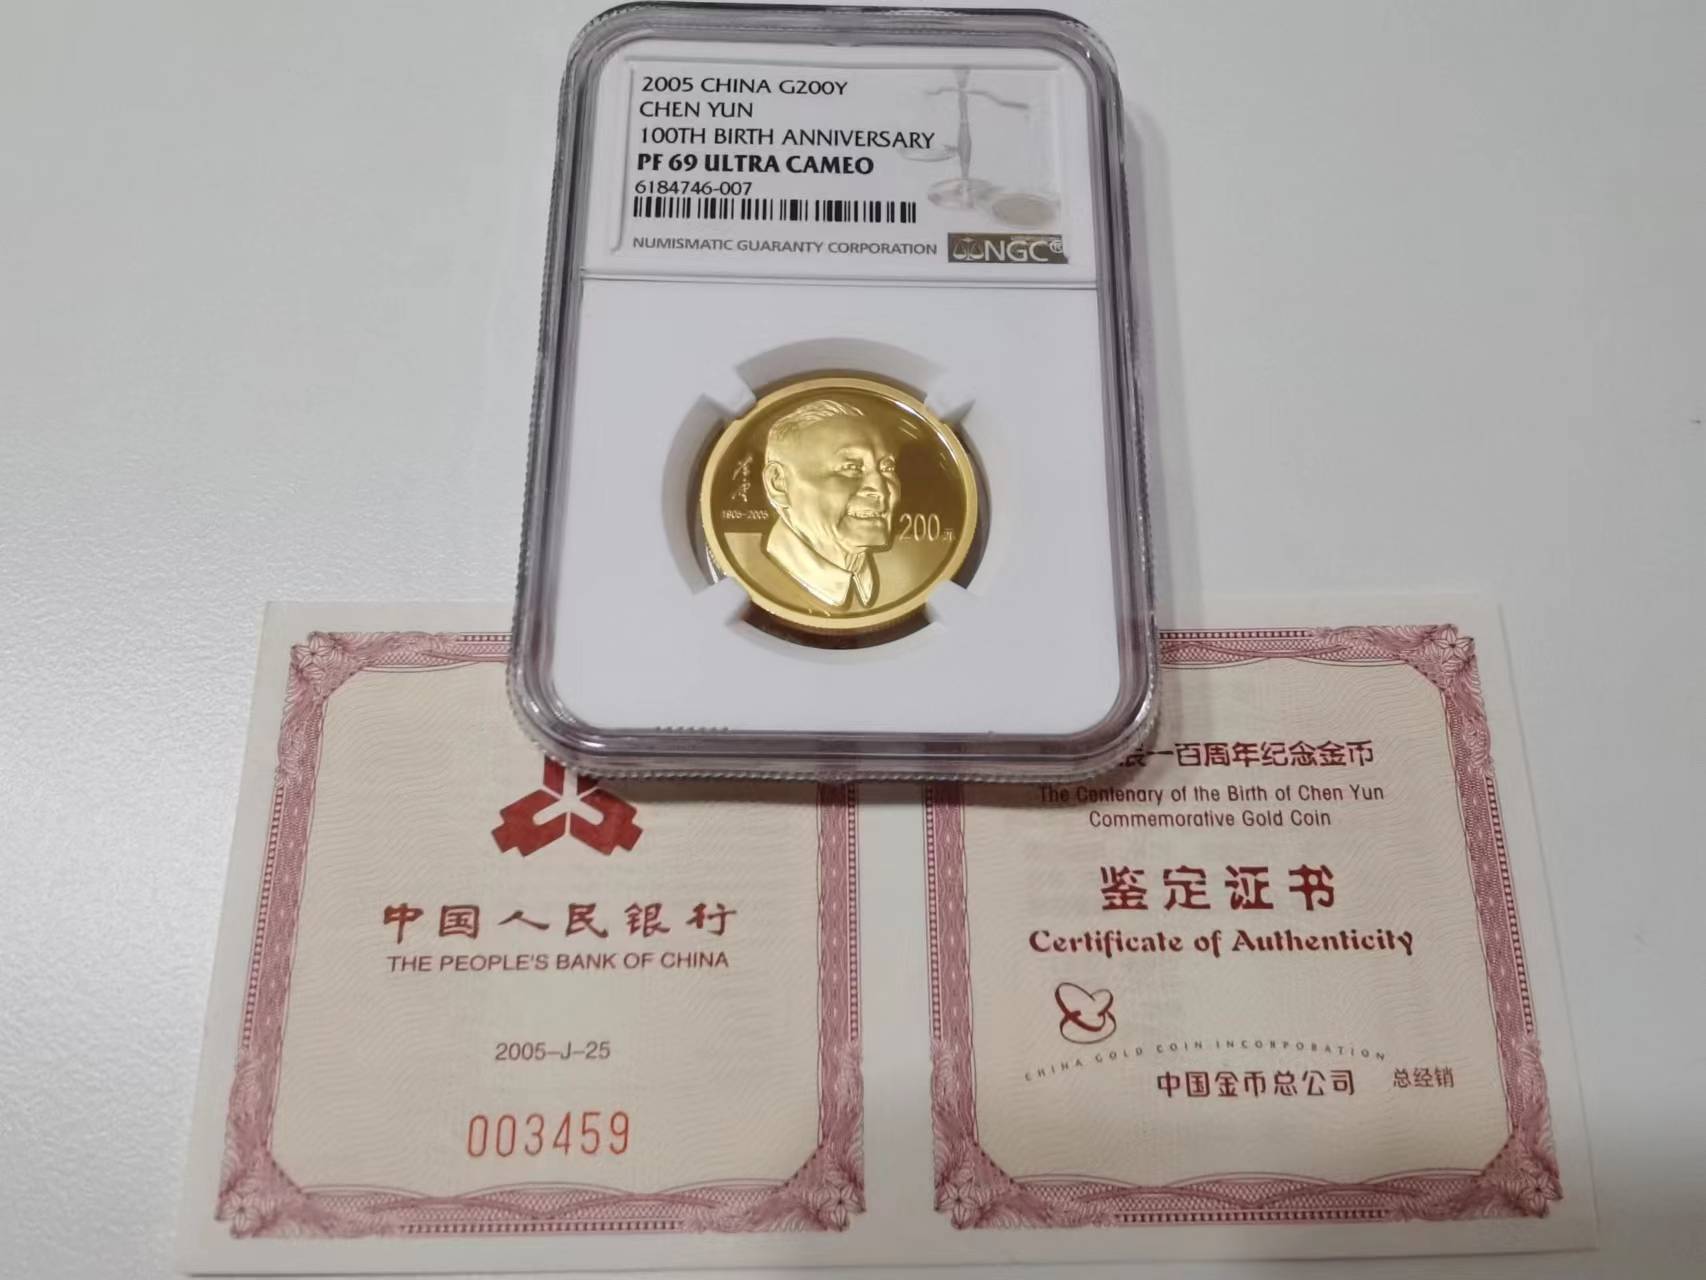 2005 CHINA G200Y
CHEN YUN
100TH BIRTH ANNIVERSARY
PF 69 ULTRA CAMEO
6184746-007
NUMISMATIC GUARANTY CORPORATION NGC®
1905-2005
200元
中国人民银行
THE PEOPLE'S BANK OF CHINA
2005-J-25
003459
辰一百周年纪念金币
The Centenary of the Birth of Chen Yun
Commemorative Gold Coin
鉴定证书
Certificate of Authenticity
CHINA GOLD COIN INCORPORATION
中国金币总公司 总经销